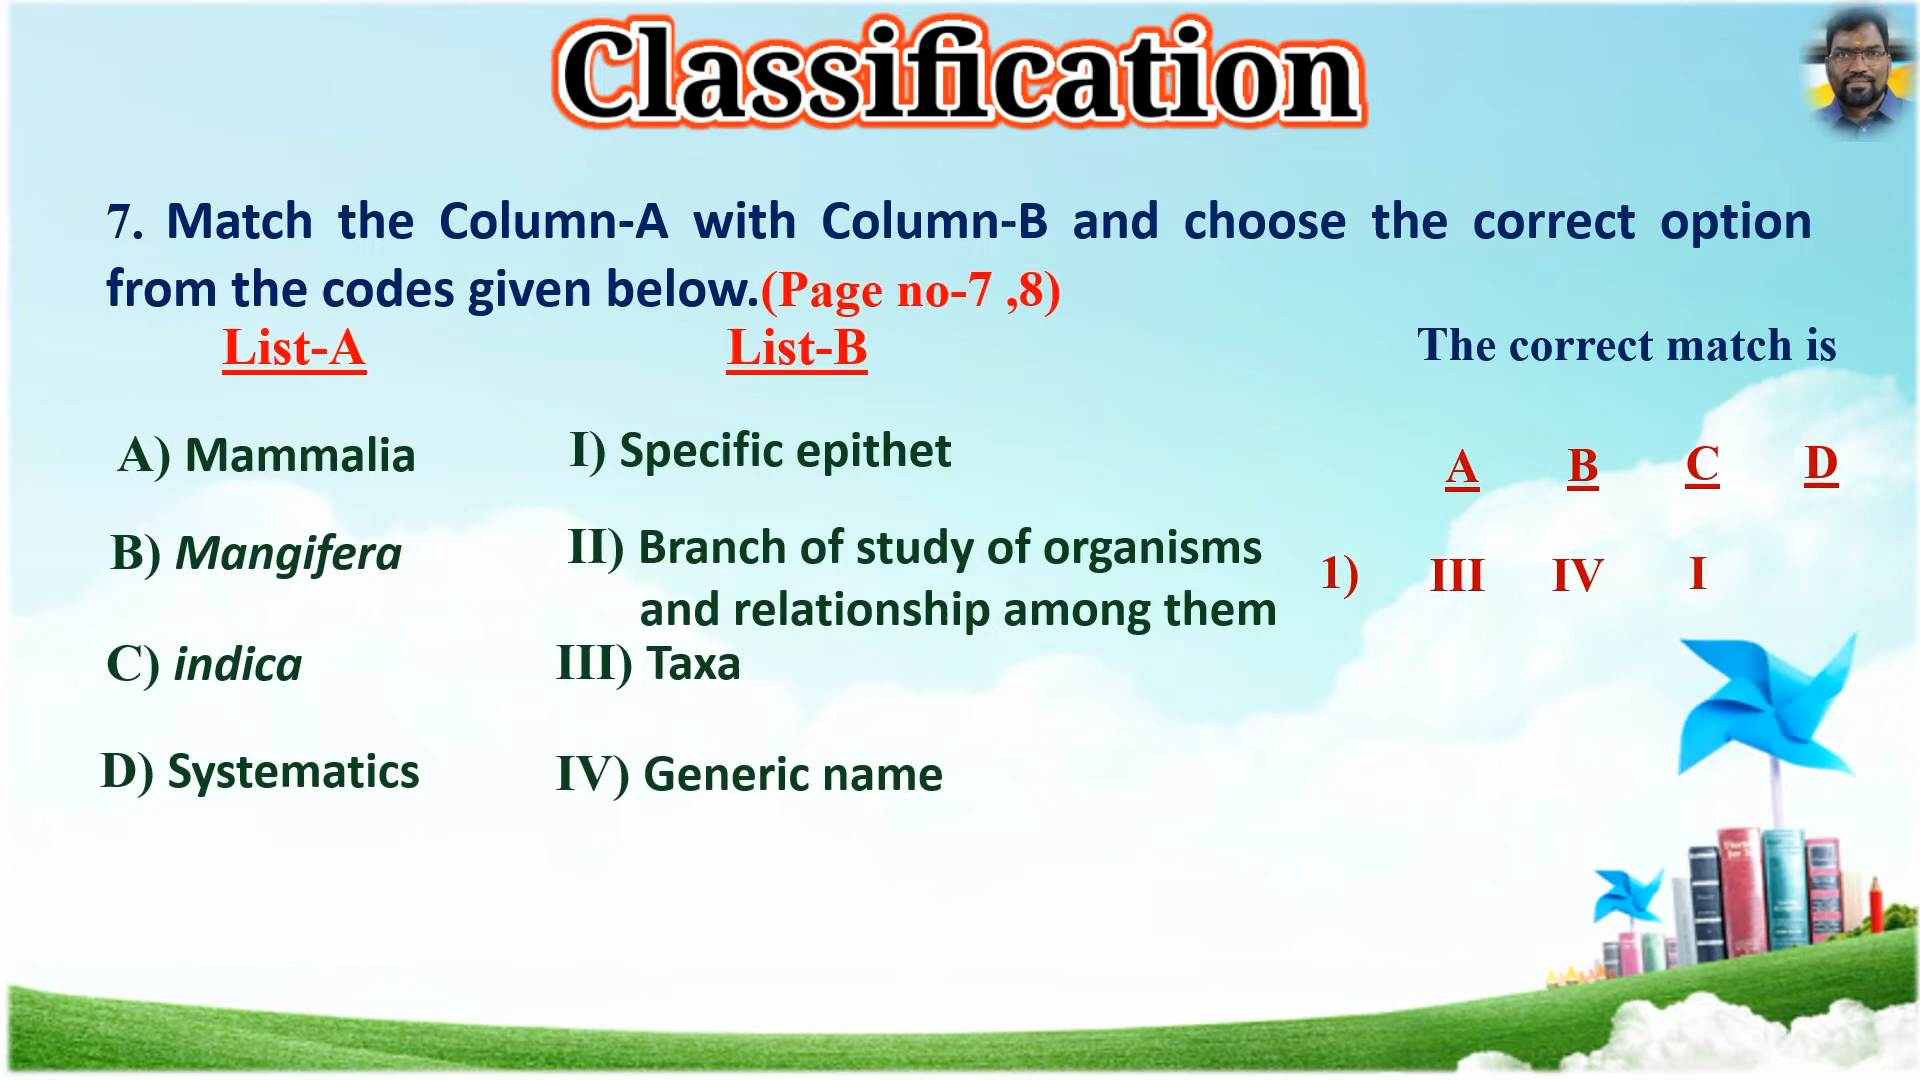 Classification
7. Match the Column-A with Column-B and choose the correct option
from the codes given below.(Page no-7 ,8)
List-A List-B The correct match is
A) Mammalia I) Specific epithet
A B C D
B) Mangifera II) Branch of study of organisms
and relationship among them
1) III IV I
C) indica III) Taxa
D) Systematics IV) Generic name